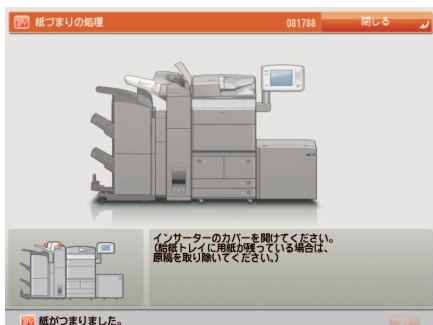 紙づまりの処理 081788 閉じる
インサーターのカバーを開けてください。
(給紙トレイに用紙が残っている場合は、
原稿を取り除いてください。)
紙がつまりました。